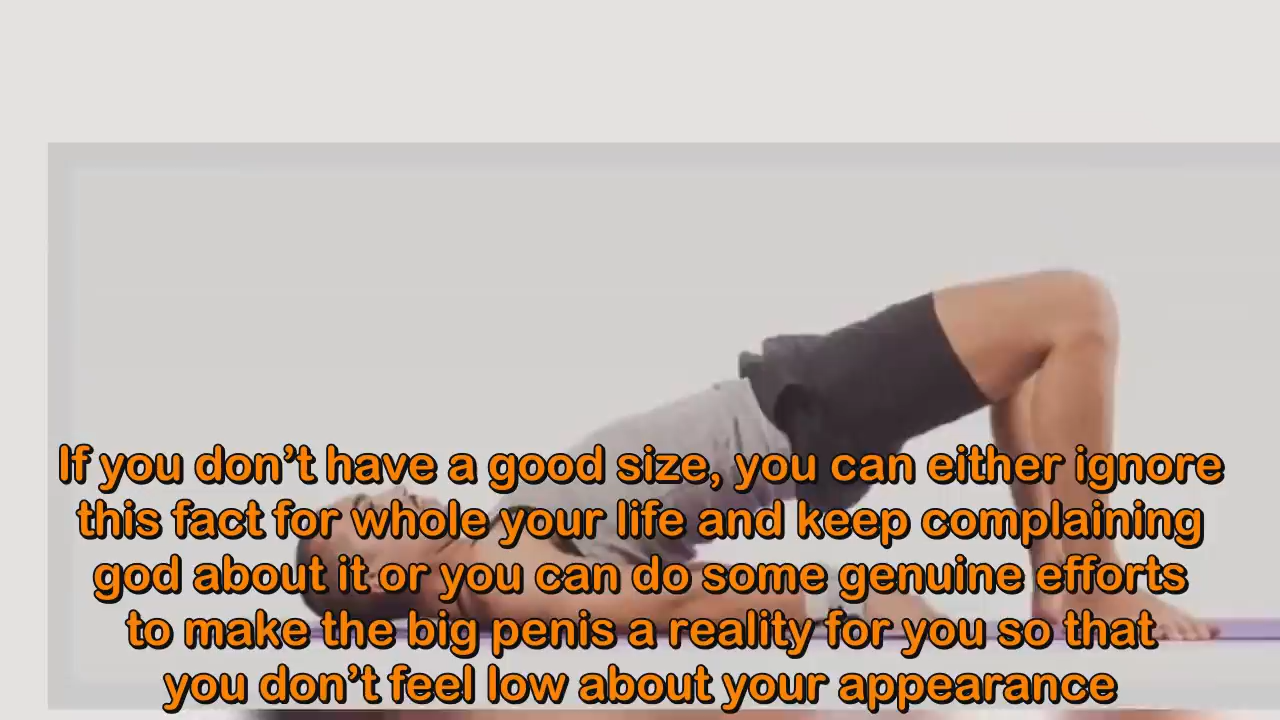 If you don’t have a good size, you can either ignore
this fact for whole your life and keep complaining
god about it or you can do some genuine efforts
to make the big penis a reality for you so that
you don’t feel low about your appearance